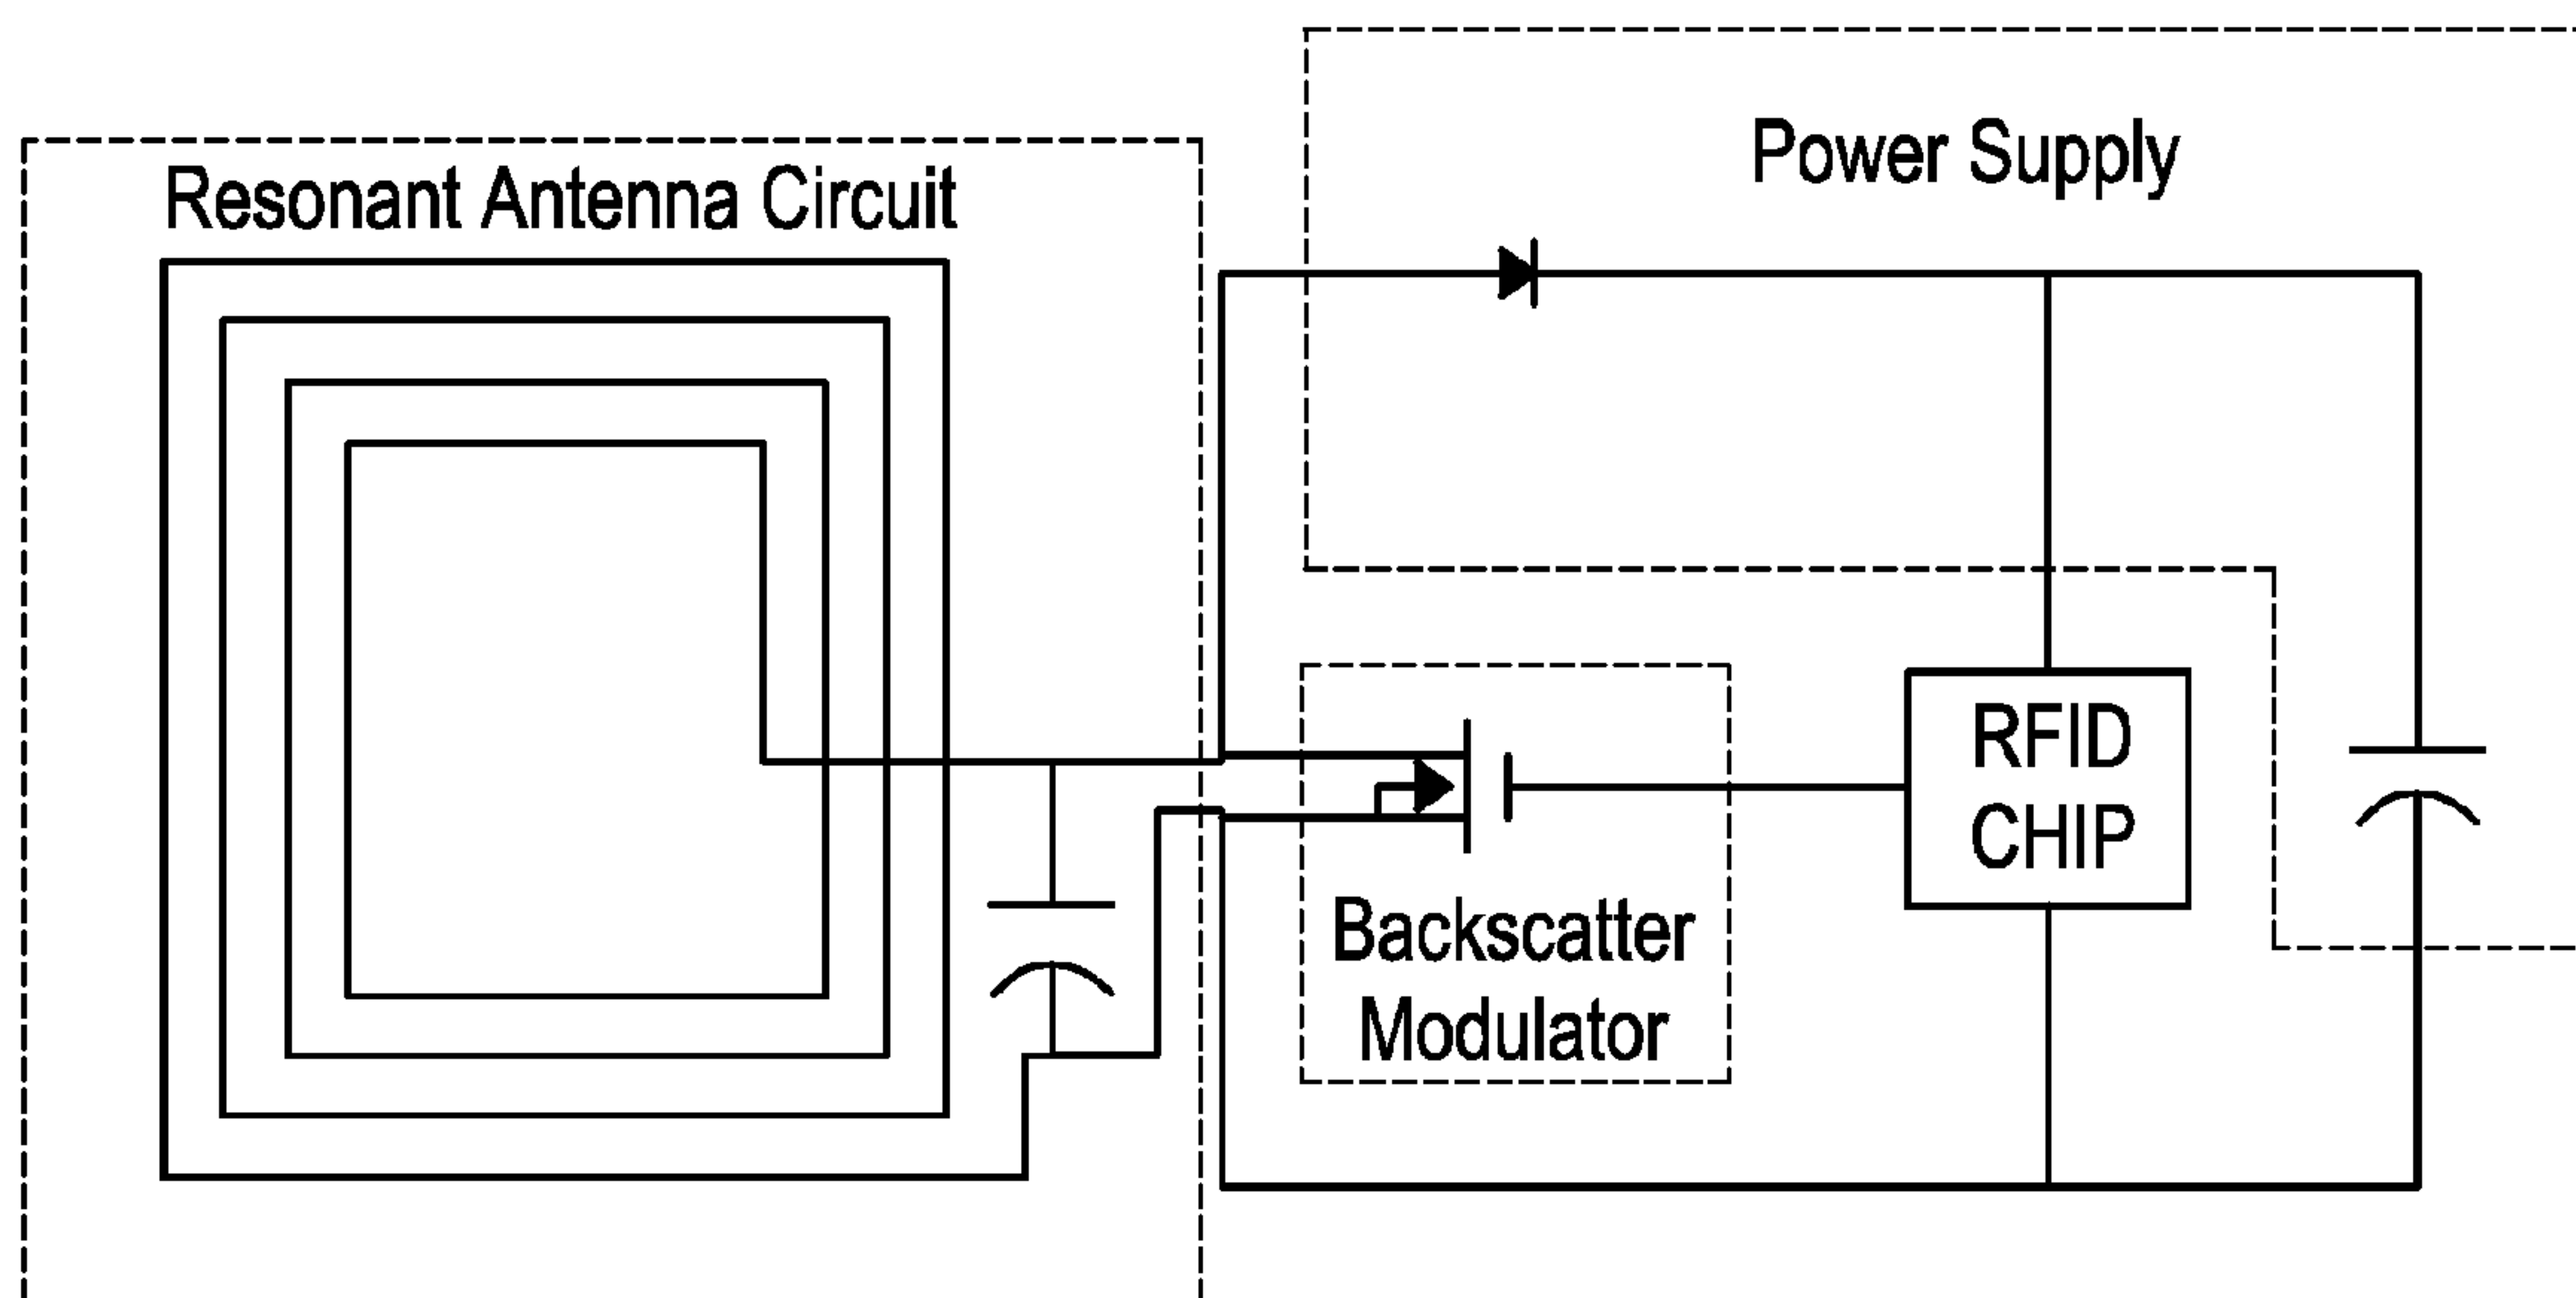 Power Supply
Resonant Antenna Circuit
RFID
CHIP
Backscatter
Modulator